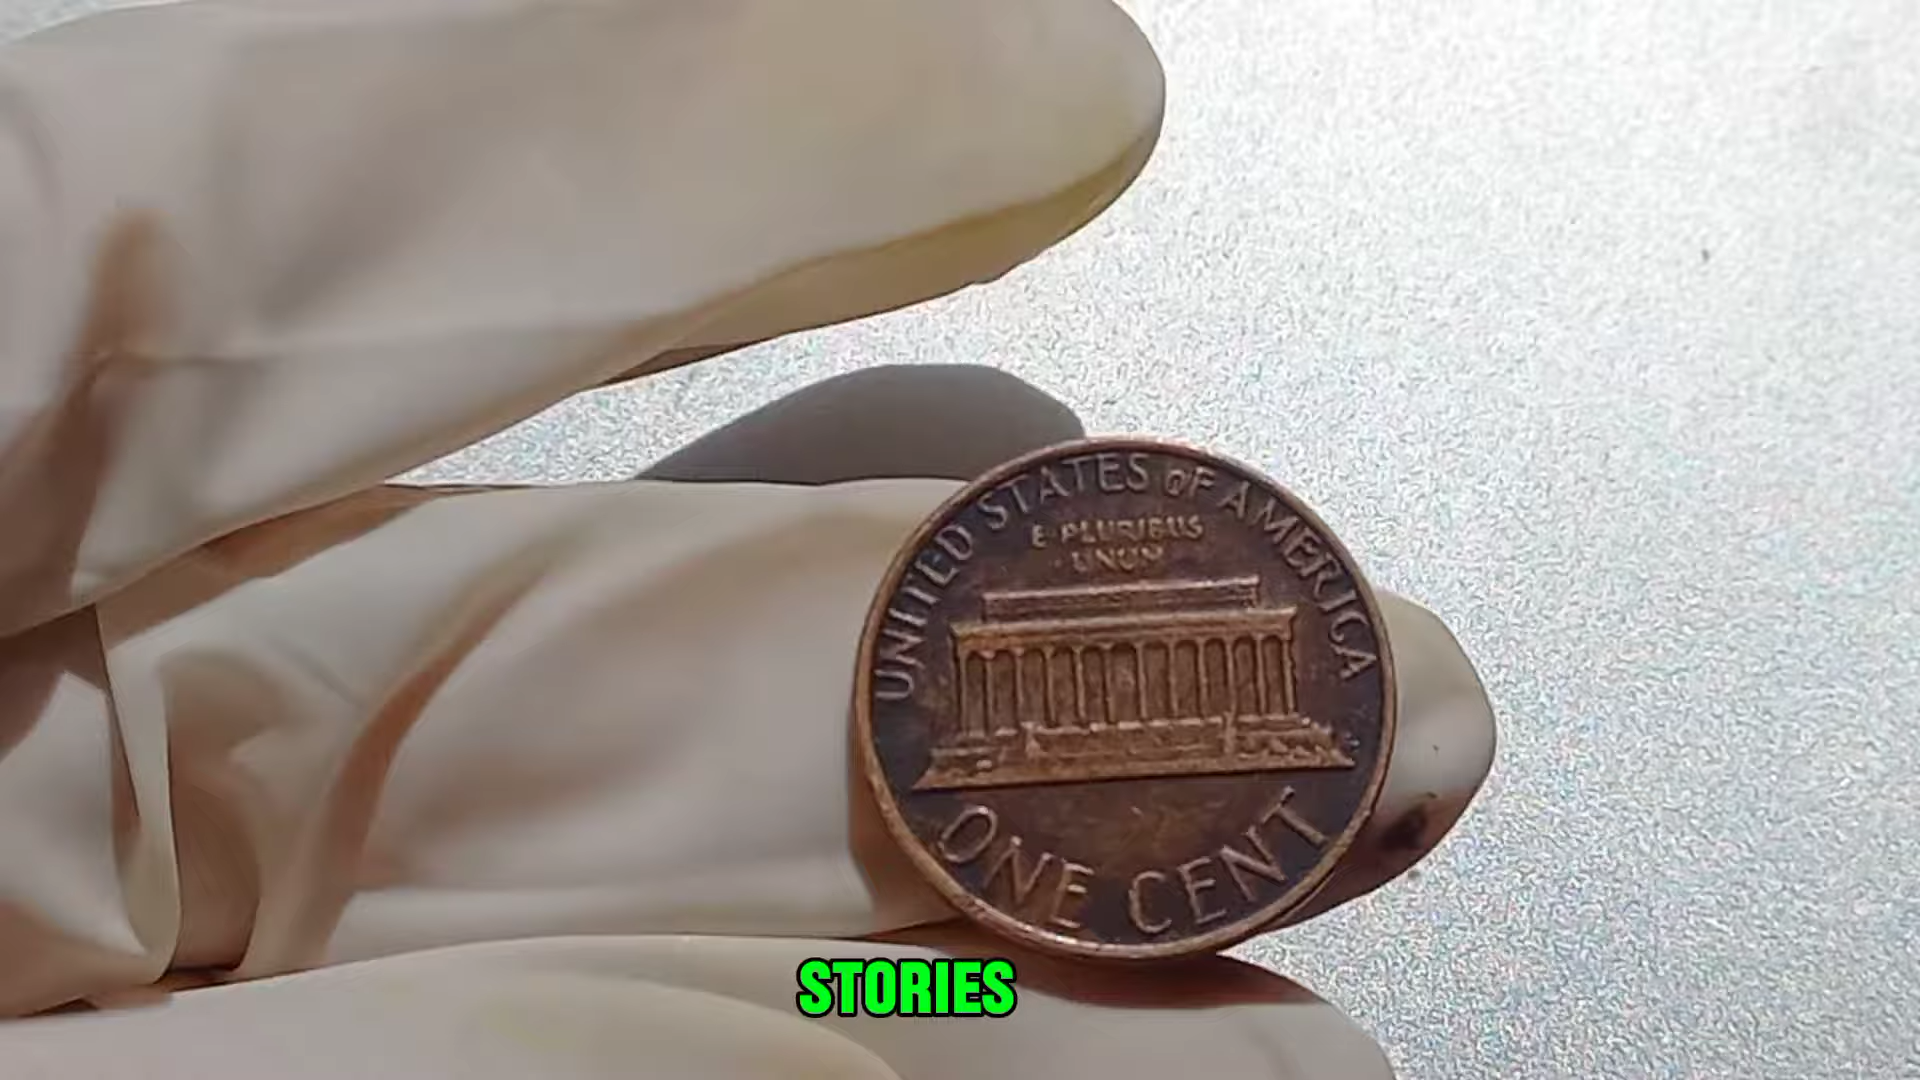 UNITED STATES OF AMERICA
E PLURIBUS
UNUM
ONE CENT
STORIES